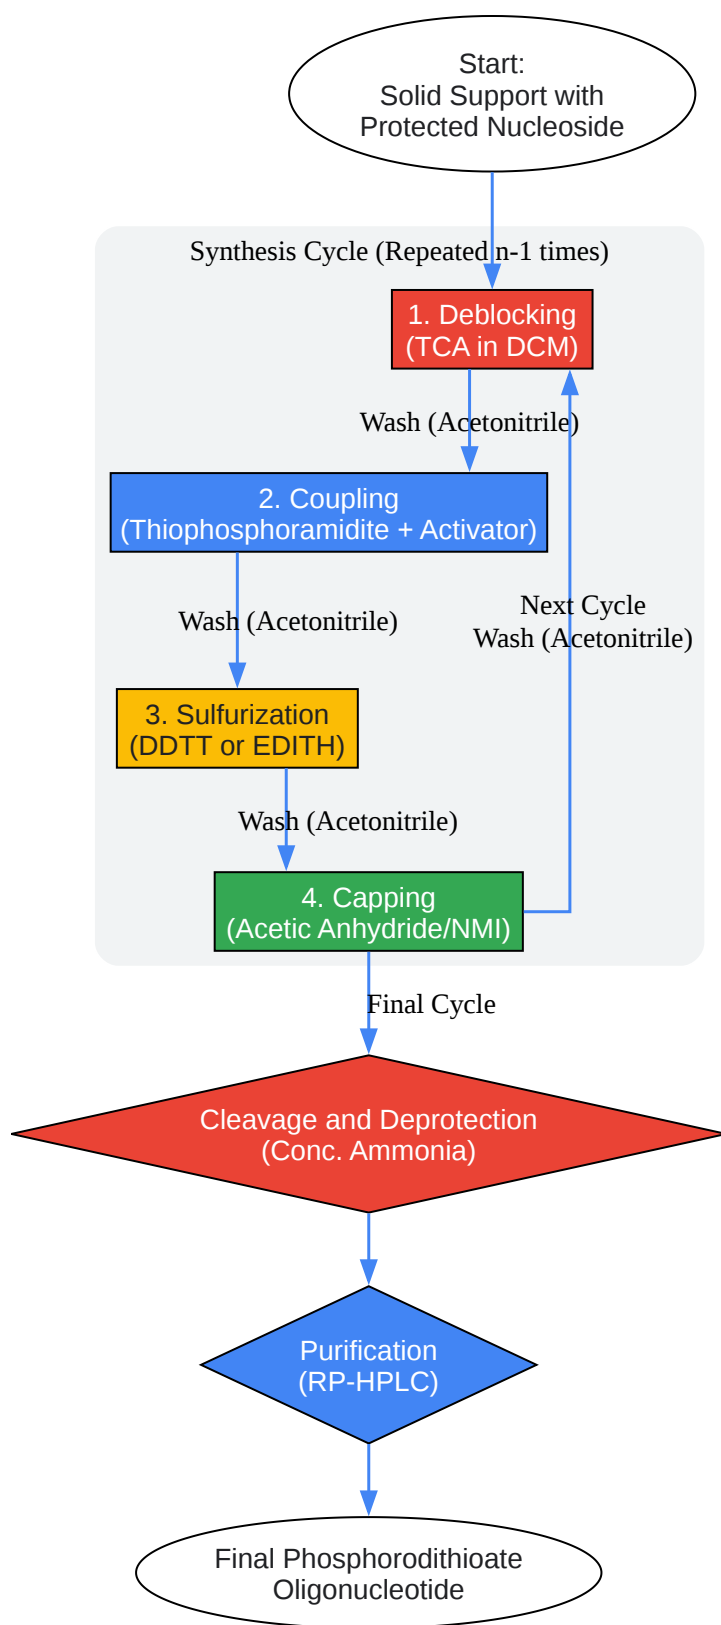 Start:
Solid Support with
Protected Nucleoside
Synthesis Cycle (Repeated n-1 times)
1. Deblocking
(TCA in DCM)
Wash (Acetonitrile)
2. Coupling
(Thiophosphoramidite + Activator)
Wash (Acetonitrile)
Next Cycle
Wash (Acetonitrile)
3. Sulfurization
(DDTT or EDITH)
Wash (Acetonitrile)
4. Capping
(Acetic Anhydride/NMI)
Final Cycle
Cleavage and Deprotection
(Conc. Ammonia)
Purification
(RP-HPLC)
Final Phosphorodithioate
Oligonucleotide